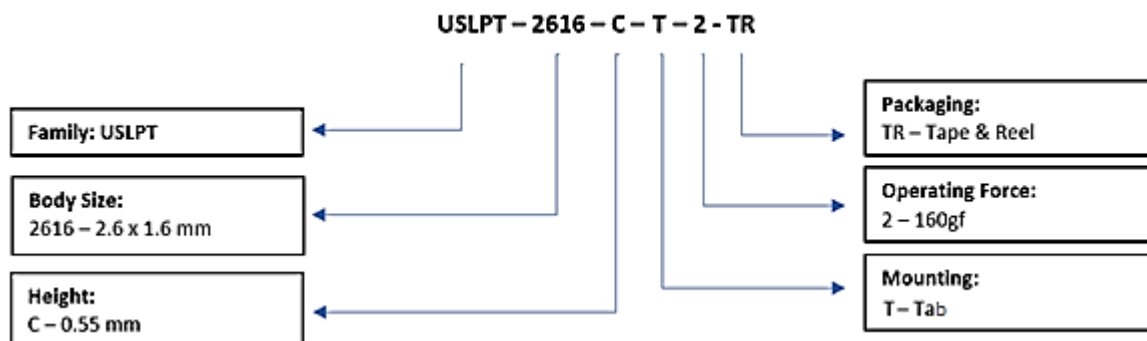 USLPT – 2616 – C – T – 2 - TR
Family: USLPT
Body Size:
2616 – 2.6 x 1.6 mm
Height:
C – 0.55 mm
Packaging:
TR – Tape & Reel
Operating Force:
2 – 160gf
Mounting:
T – Tab